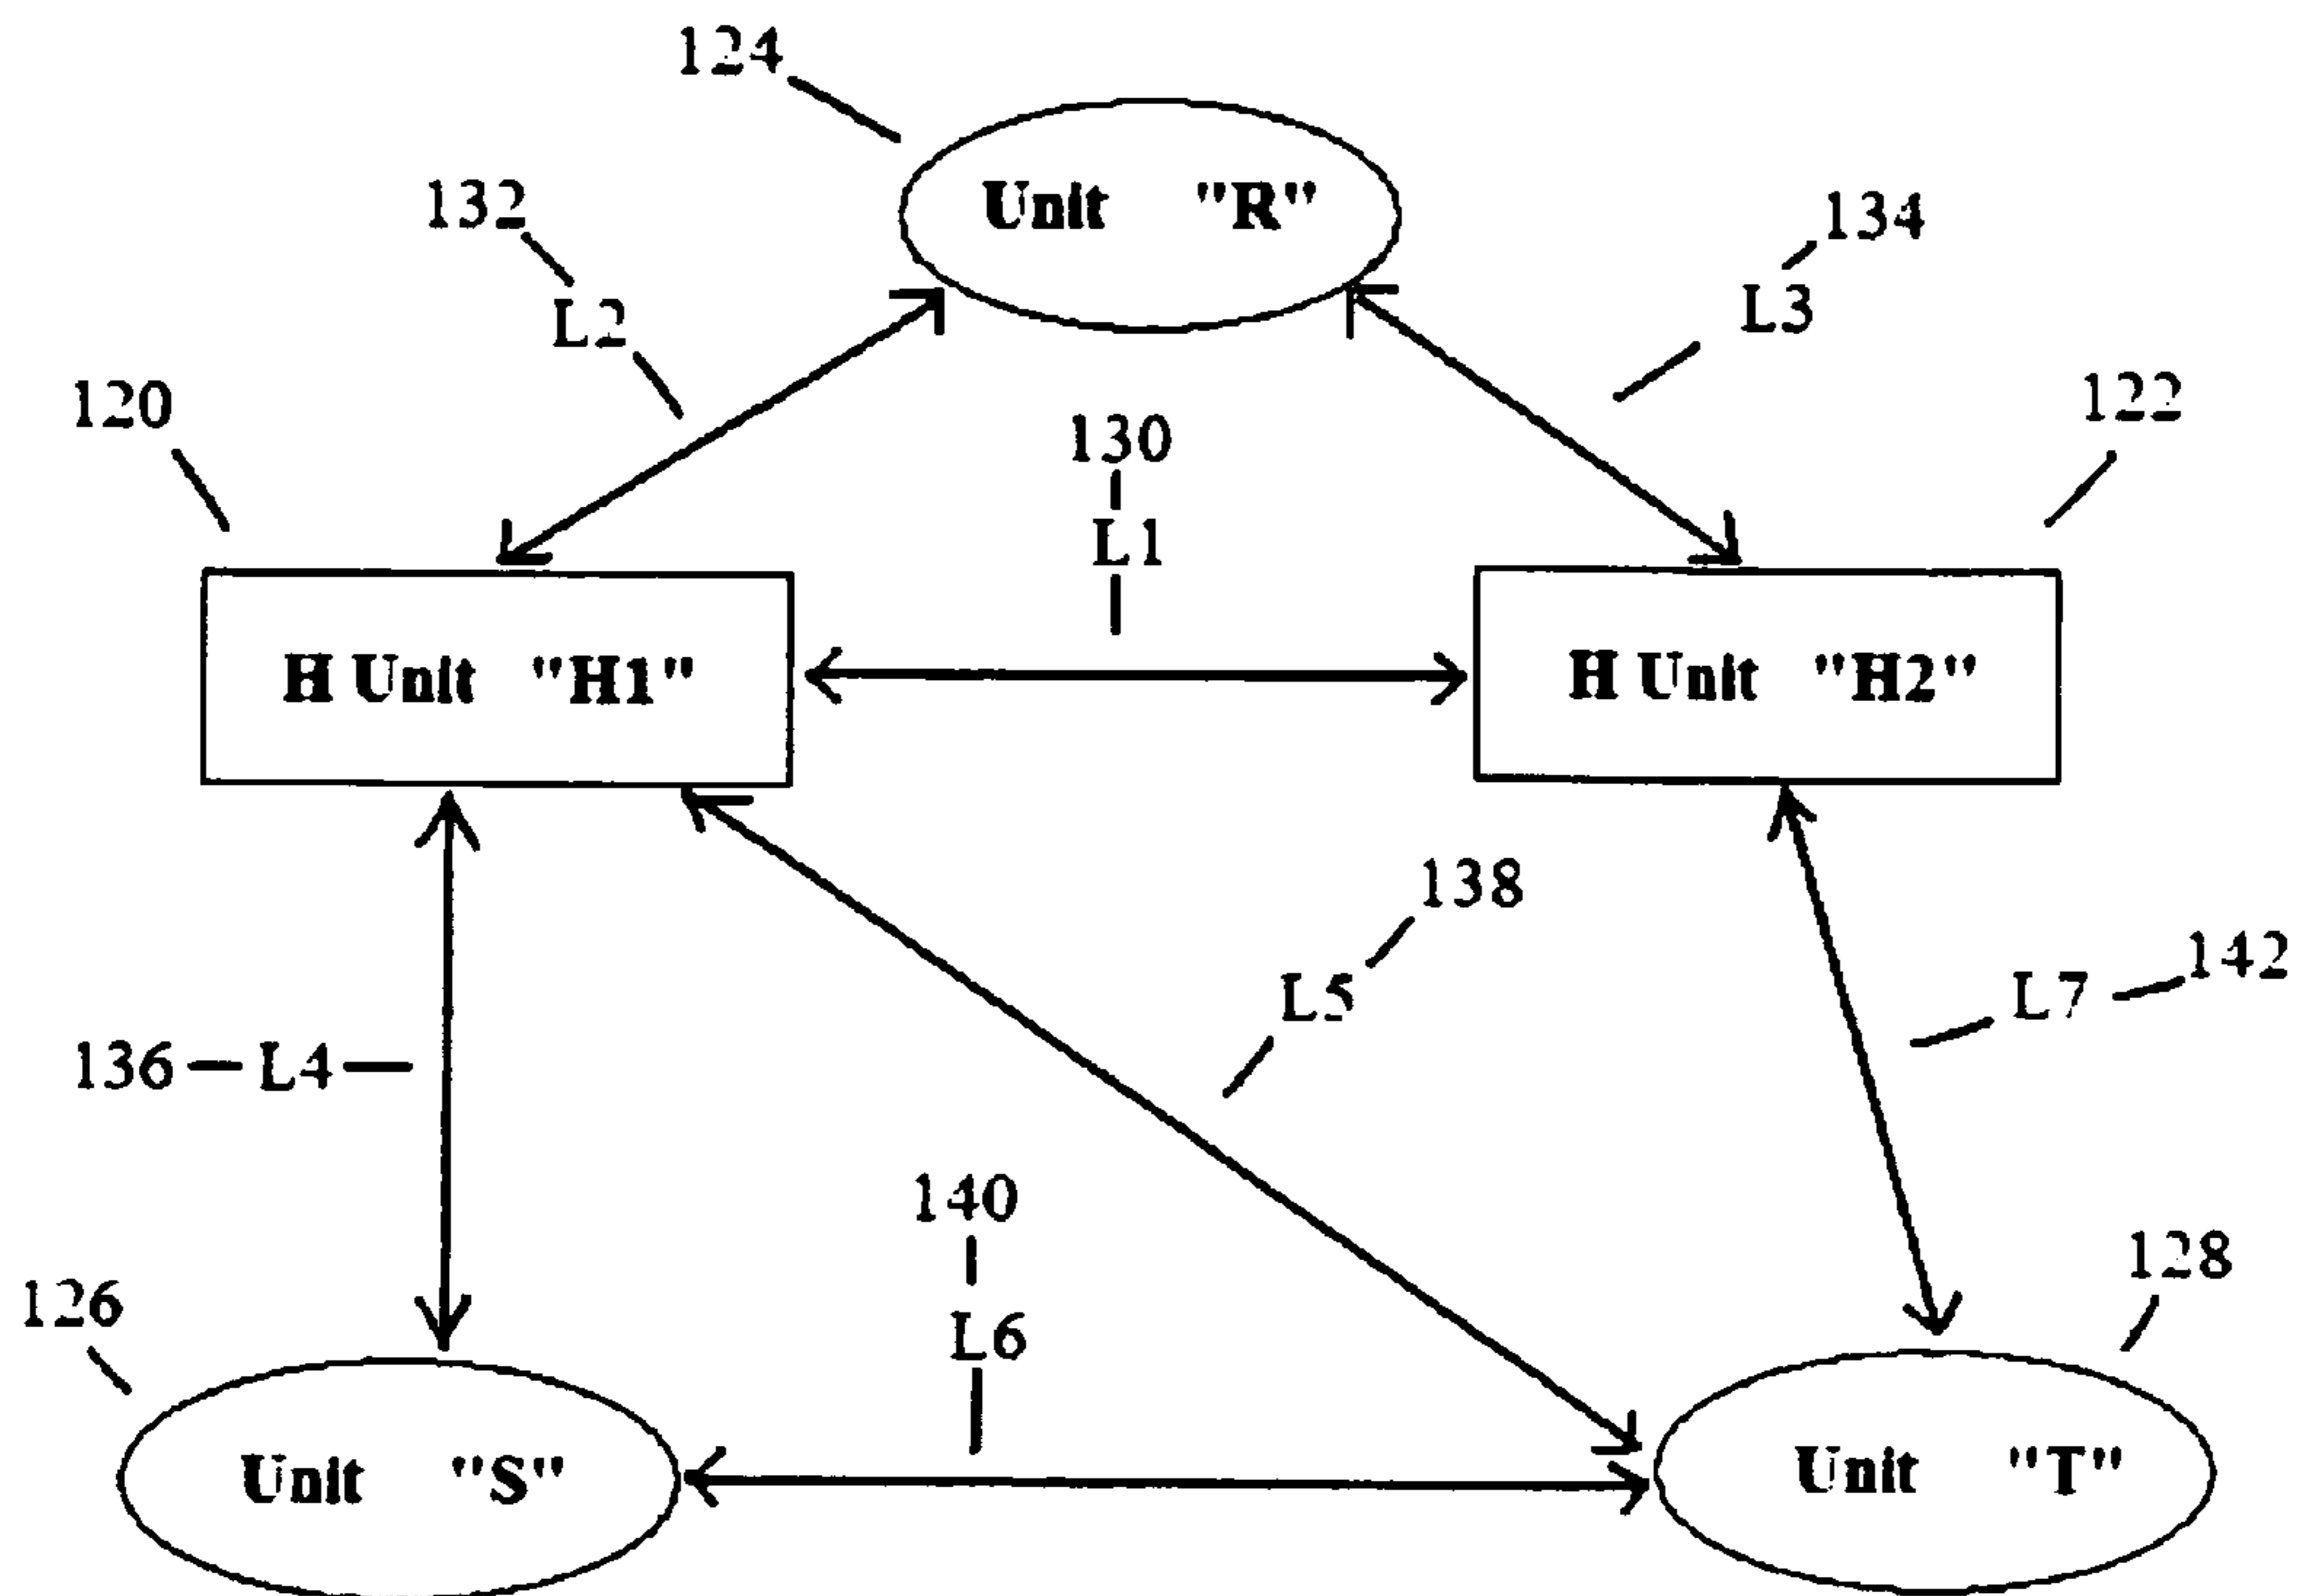 124
Unit "R"
132
134
L2
L3
120
130
122
L1
H Unit "H1"
H Unit "H2"
138
142
L5
L7
136
L4
140
128
126
L6
Unit "S"
Unit "T"